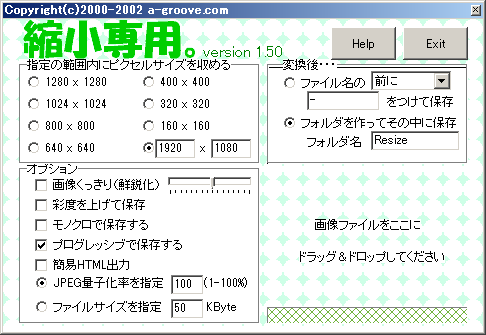 Copyright(c)2000-2002 a-groove.com
縮小専用。version 1.50
Help
Exit
指定の範囲内にピクセルサイズを収める
1280 x 1280
400 x 400
1024 x 1024
320 x 320
800 x 800
160 x 160
640 x 640
1920 x 1080
変換後・・・
ファイル名の 前に
- をつけて保存
フォルダを作ってその中に保存
フォルダ名 Resize
オプション
画像くっきり(鮮鋭化)
彩度を上げて保存
モノクロで保存する
プログレッシブで保存する
簡易HTML出力
JPEG量子化率を指定 100 (1-100%)
ファイルサイズを指定 50 KByte
画像ファイルをここに
ドラッグ＆ドロップしてください